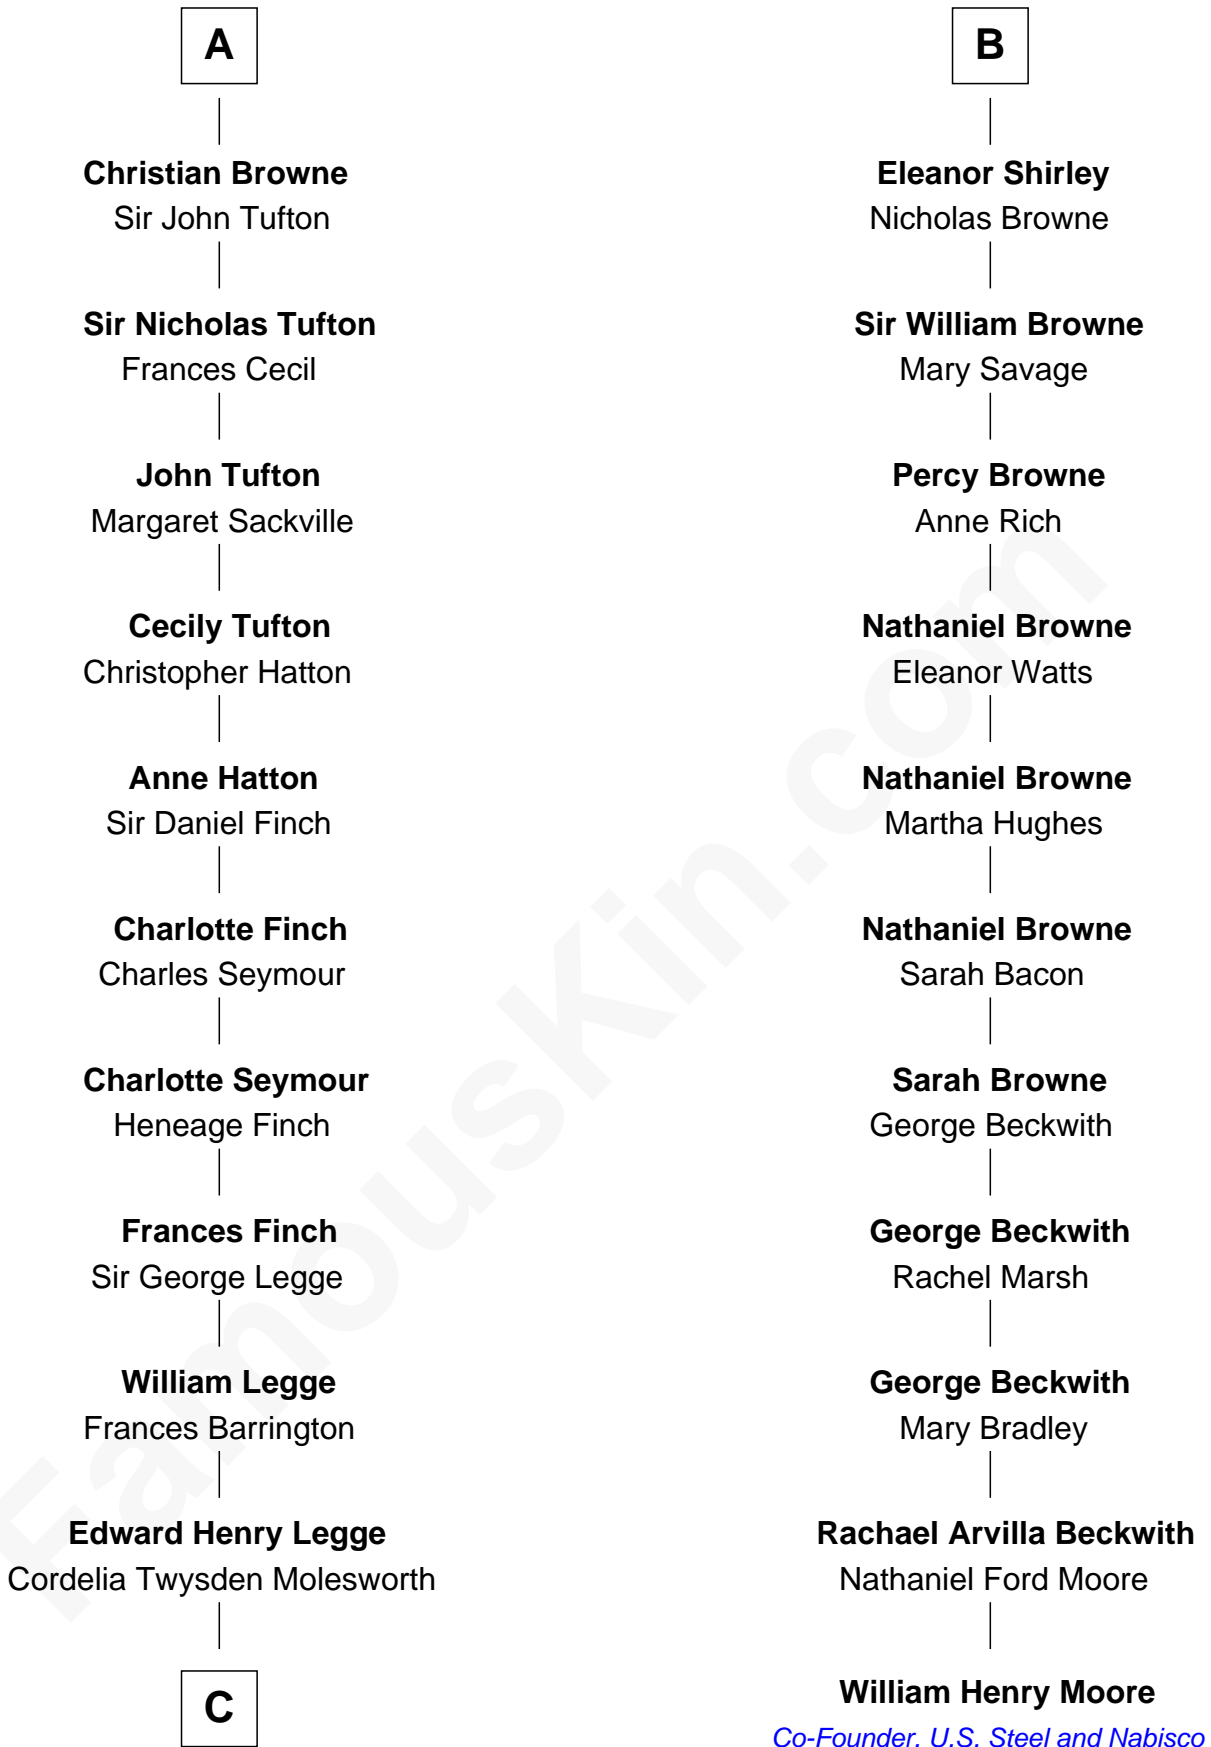 A
Christian Browne
Sir John Tufton
Sir Nicholas Tufton
Frances Cecil
John Tufton
Margaret Sackville
Cecily Tufton
Christopher Hatton
Anne Hatton
Sir Daniel Finch
Charlotte Finch
Charles Seymour
Charlotte Seymour
Heneage Finch
Frances Finch
Sir George Legge
William Legge
Frances Barrington
Edward Henry Legge
Cordelia Twysden Molesworth
C
B
Eleanor Shirley
Nicholas Browne
Sir William Browne
Mary Savage
Percy Browne
Anne Rich
Nathaniel Browne
Eleanor Watts
Nathaniel Browne
Martha Hughes
Nathaniel Browne
Sarah Bacon
Sarah Browne
George Beckwith
George Beckwith
Rachel Marsh
George Beckwith
Mary Bradley
Rachael Arvilla Beckwith
Nathaniel Ford Moore
William Henry Moore
Co-Founder, U.S. Steel and Nabisco
FamousKin.com